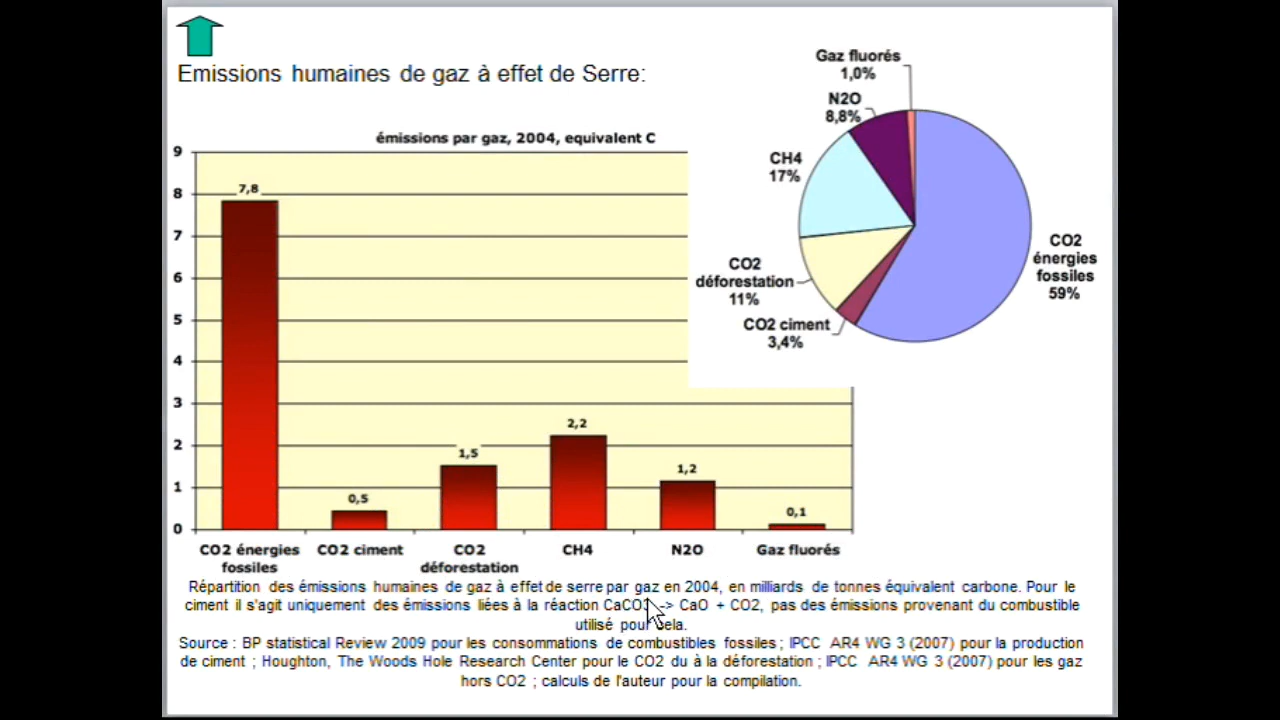 Emissions humaines de gaz à effet de Serre:
émissions par gaz, 2004, equivalent C
9
8
7
6
5
4
3
2
1
0
7,8
0,5
1,5
2,2
1,2
0,1
CO2 énergies
fossiles
CO2 ciment
CO2
déforestation
CH4
N2O
Gaz fluorés
Gaz fluorés
1,0%
N2O
8,8%
CH4
17%
CO2
déforestation
11%
CO2 ciment
3,4%
CO2
énergies
fossiles
59%
Répartition des émissions humaines de gaz à effet de serre par gaz en 2004, en milliards de tonnes équivalent carbone. Pour le
ciment il s'agit uniquement des émissions liées à la réaction CaCO3 -> CaO + CO2, pas des émissions provenant du combustible
utilisé pour cela.
Source : BP statistical Review 2009 pour les consommations de combustibles fossiles ; IPCC AR4 WG 3 (2007) pour la production
de ciment ; Houghton, The Woods Hole Research Center pour le CO2 du à la déforestation ; IPCC AR4 WG 3 (2007) pour les gaz
hors CO2 ; calculs de l'auteur pour la compilation.